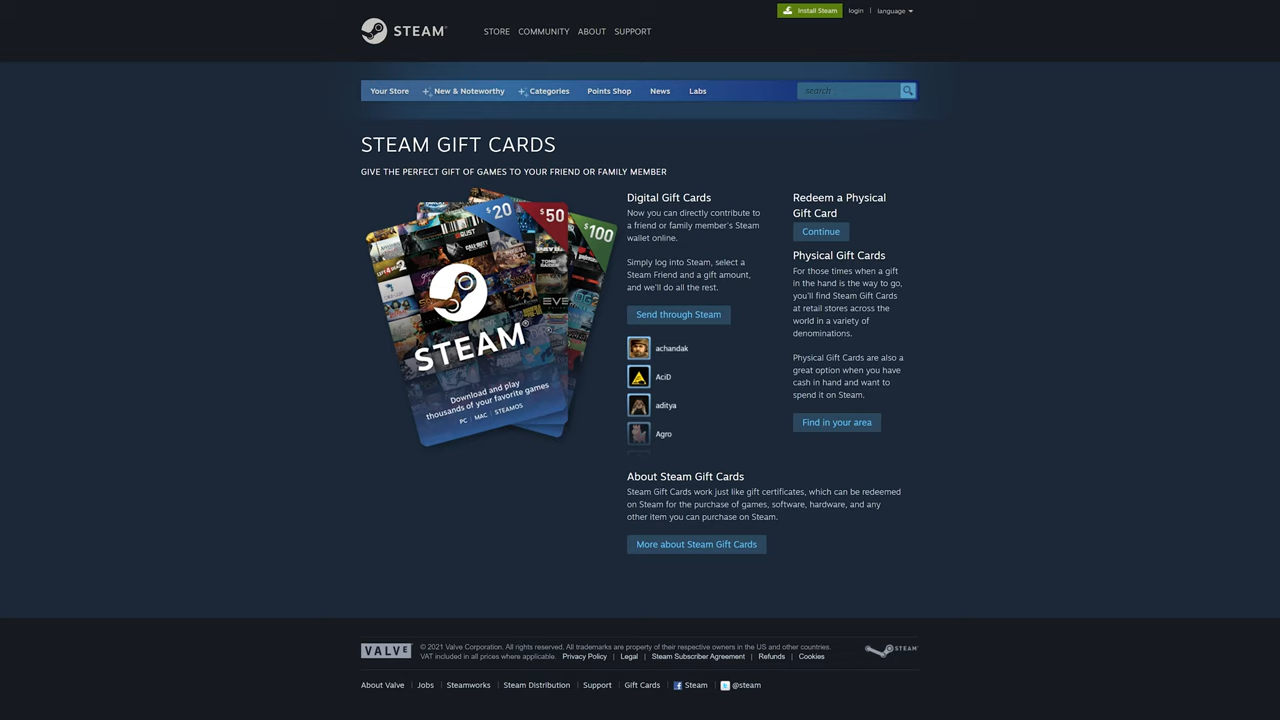 Install Steam
login | language
STEAM®
STORE COMMUNITY ABOUT SUPPORT
Your Store New & Noteworthy Categories Points Shop News Labs
search
STEAM GIFT CARDS
GIVE THE PERFECT GIFT OF GAMES TO YOUR FRIEND OR FAMILY MEMBER
$20
$50
$100
RUST
CALL DUTY
TOMB RAIDER
LEFT 4 DEAD 2
EVE
STEAM®
Download and play
thousands of your favorite games
PC | MAC | STEAMOS
Digital Gift Cards
Now you can directly contribute to
a friend or family member's Steam
wallet online.
Simply log into Steam, select a
Steam Friend and a gift amount,
and we'll do all the rest.
Send through Steam
achandak
AciD
aditya
Agro
Redeem a Physical
Gift Card
Continue
Physical Gift Cards
For those times when a gift
in the hand is the way to go,
you'll find Steam Gift Cards
at retail stores across the
world in a variety of
denominations.
Physical Gift Cards are also a
great option when you have
cash in hand and want to
spend it on Steam.
Find in your area
About Steam Gift Cards
Steam Gift Cards work just like gift certificates, which can be redeemed
on Steam for the purchase of games, software, hardware, and any
other item you can purchase on Steam.
More about Steam Gift Cards
VALVE
© 2021 Valve Corporation. All rights reserved. All trademarks are property of their respective owners in the US and other countries.
VAT included in all prices where applicable. Privacy Policy | Legal | Steam Subscriber Agreement | Refunds | Cookies
STEAM
About Valve | Jobs | Steamworks | Steam Distribution | Support | Gift Cards | Steam | @steam